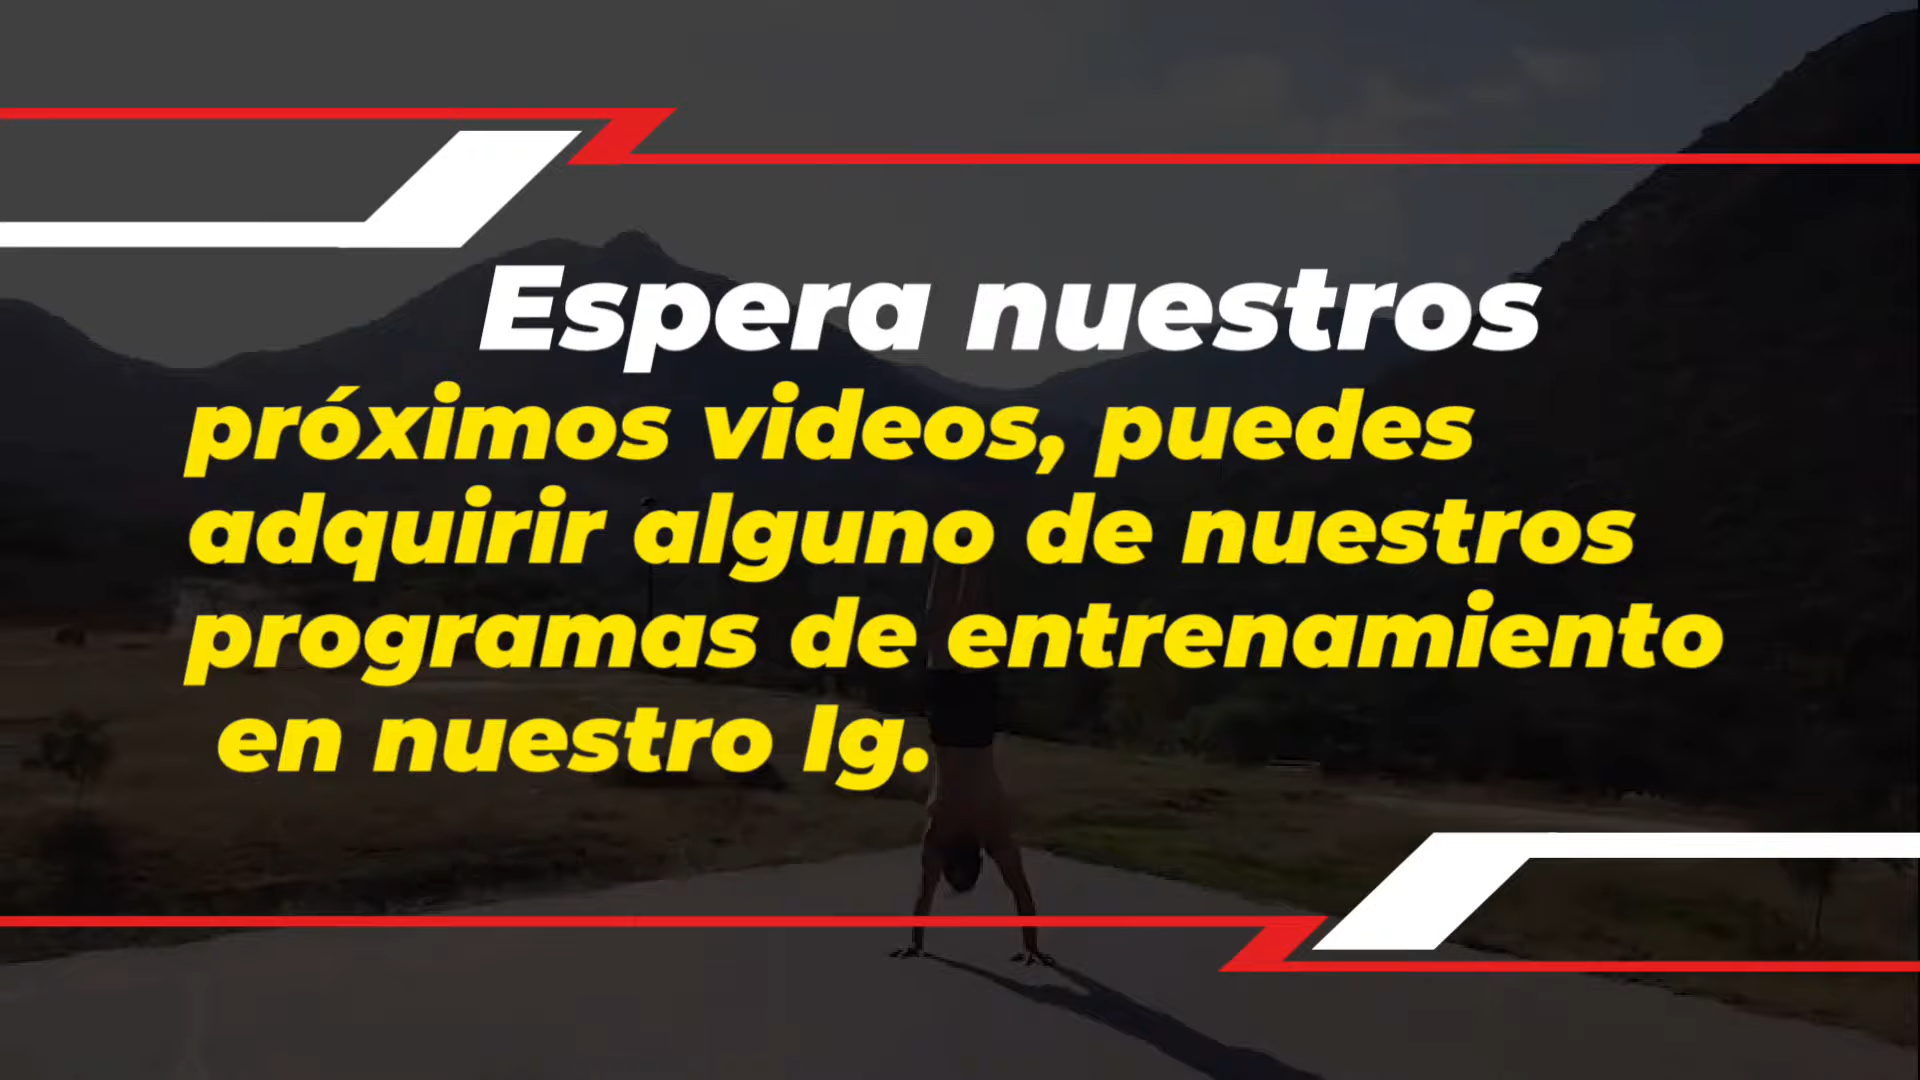 Espera nuestros
próximos videos, puedes
adquirir alguno de nuestros
programas de entrenamiento
en nuestro Ig.